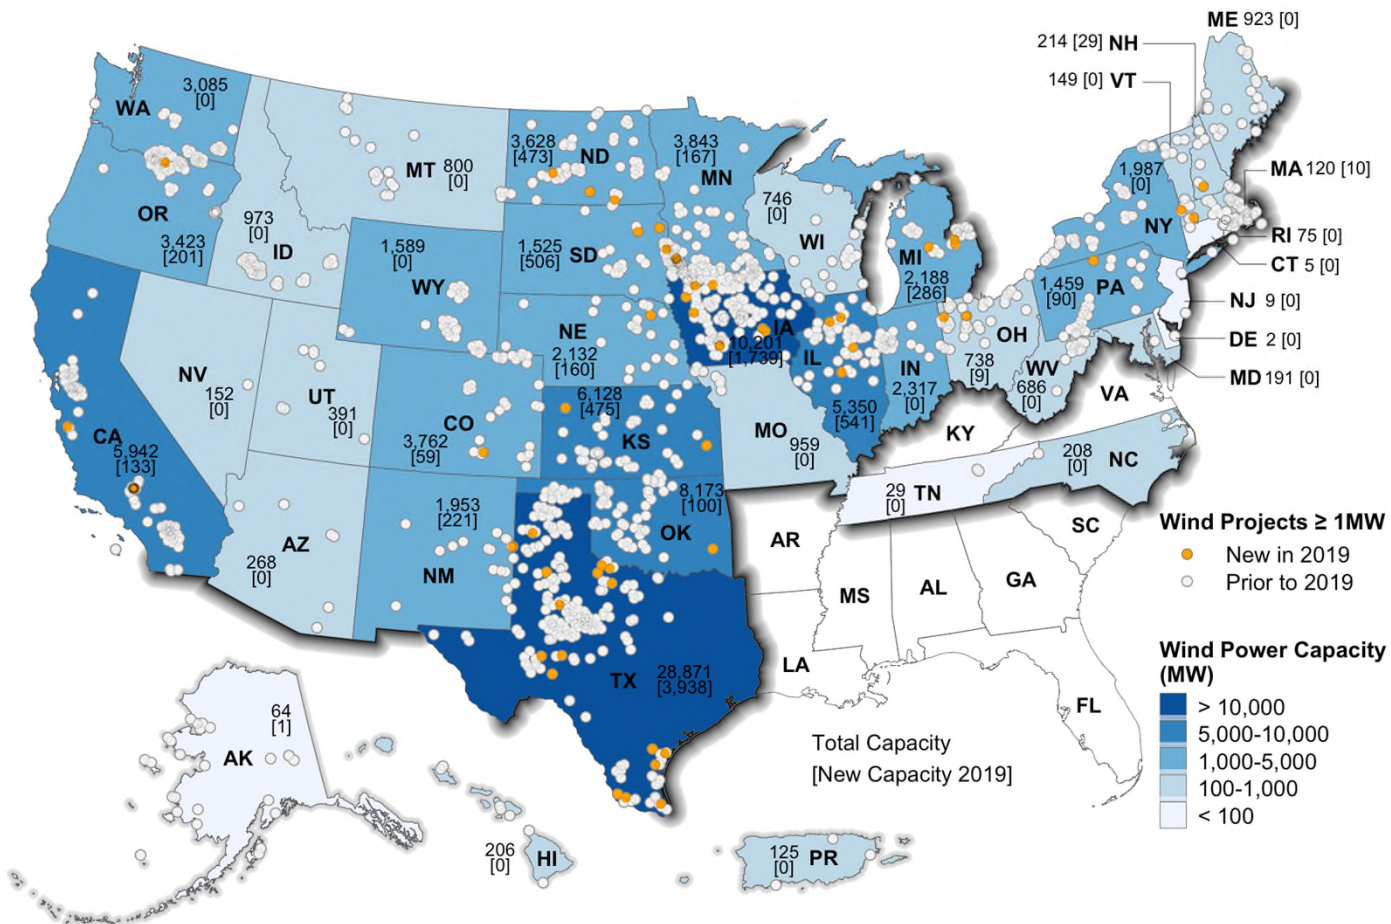 ME 923 [0]
214 [29] NH
149 [0] VT
3,085
[0]
WA
3,628
[473]
ND
3,843
[167]
MN
MT 800
[0]
MA 120 [10]
1,987
[0]
NY
746
[0]
WI
OR
3,423
[201]
973
[0]
ID
1,589
[0]
WY
1,525
[506]
SD
MI
2,188
[286]
RI 75 [0]
CT 5 [0]
1,459
[90]
PA
NJ 9 [0]
NE
2,132
[160]
IA
10,201
[1,739]
IL
5,350
[541]
IN
2,317
[0]
OH
738
[9]
WV
686
[0]
DE 2 [0]
MD 191 [0]
VA
NV
152
[0]
UT
391
[0]
CO
3,762
[59]
6,128
[475]
KS
MO
959
[0]
KY
CA
5,942
[133]
208
[0]
NC
29
[0]
TN
AZ
268
[0]
1,953
[221]
NM
8,173
[100]
OK
AR
SC
MS
AL
GA
LA
FL
TX
28,871
[3,938]
64
[1]
AK
206
[0]
HI
125
[0]
PR
Total Capacity
[New Capacity 2019]
Wind Projects ≥ 1MW
New in 2019
Prior to 2019
Wind Power Capacity
(MW)
> 10,000
5,000-10,000
1,000-5,000
100-1,000
< 100